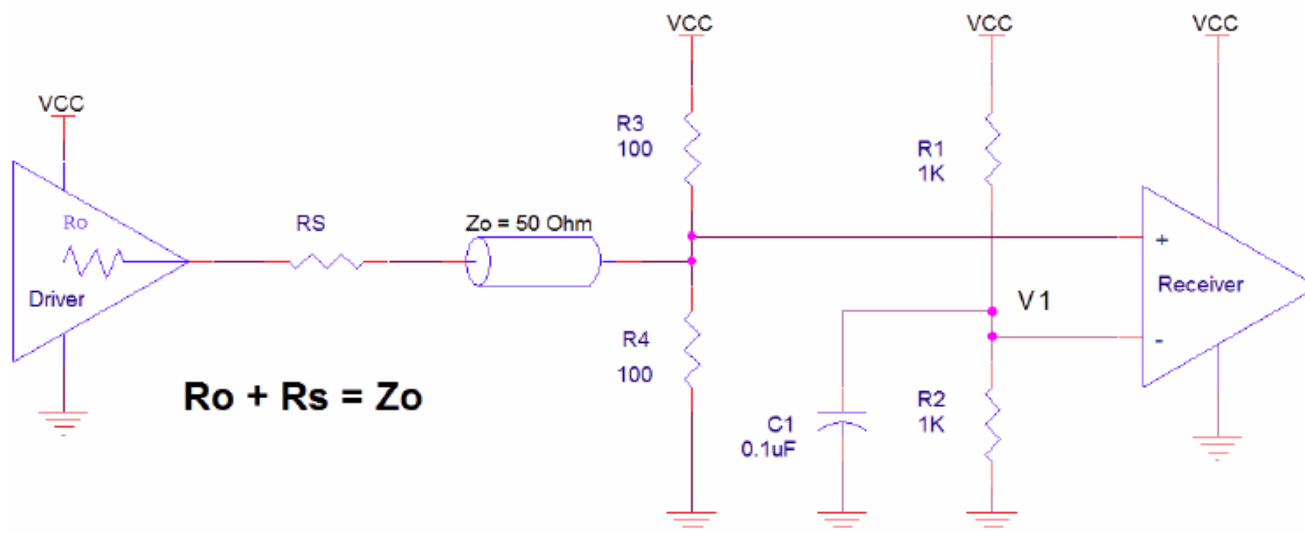 VCC
VCC
VCC
VCC
R3
100
R1
1K
Ro
RS
Zo = 50 Ohm
+
Driver
Receiver
V1
-
R4
100
Ro + Rs = Zo
R2
1K
C1
0.1uF